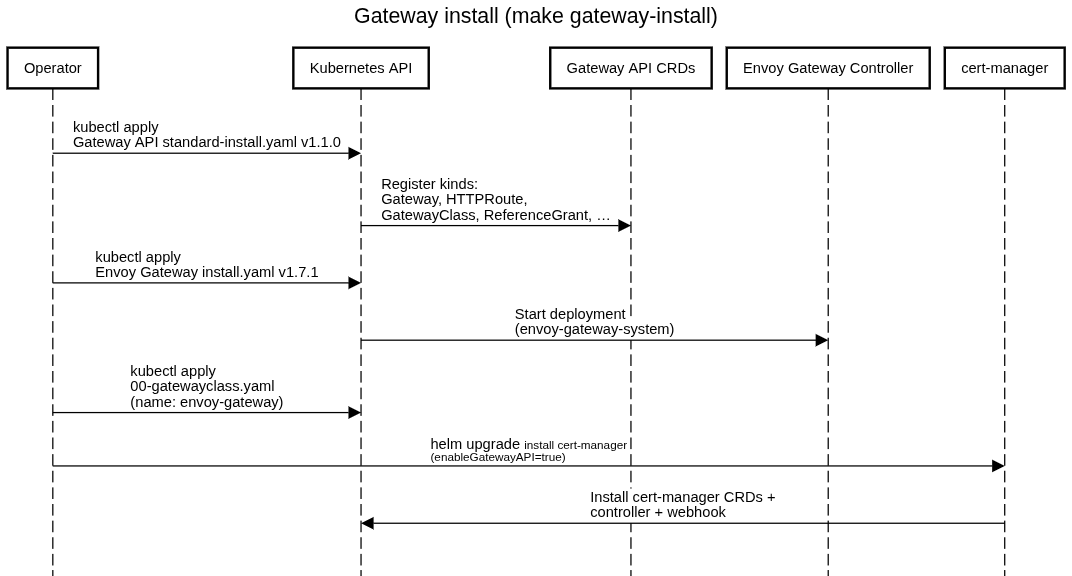 Gateway install (make gateway-install)
Operator
Kubernetes API
Gateway API CRDs
Envoy Gateway Controller
cert-manager
kubectl apply
Gateway API standard-install.yaml v1.1.0
Register kinds:
Gateway, HTTPRoute,
GatewayClass, ReferenceGrant, …
kubectl apply
Envoy Gateway install.yaml v1.7.1
Start deployment
(envoy-gateway-system)
kubectl apply
00-gatewayclass.yaml
(name: envoy-gateway)
helm upgrade install cert-manager
(enableGatewayAPI=true)
Install cert-manager CRDs +
controller + webhook